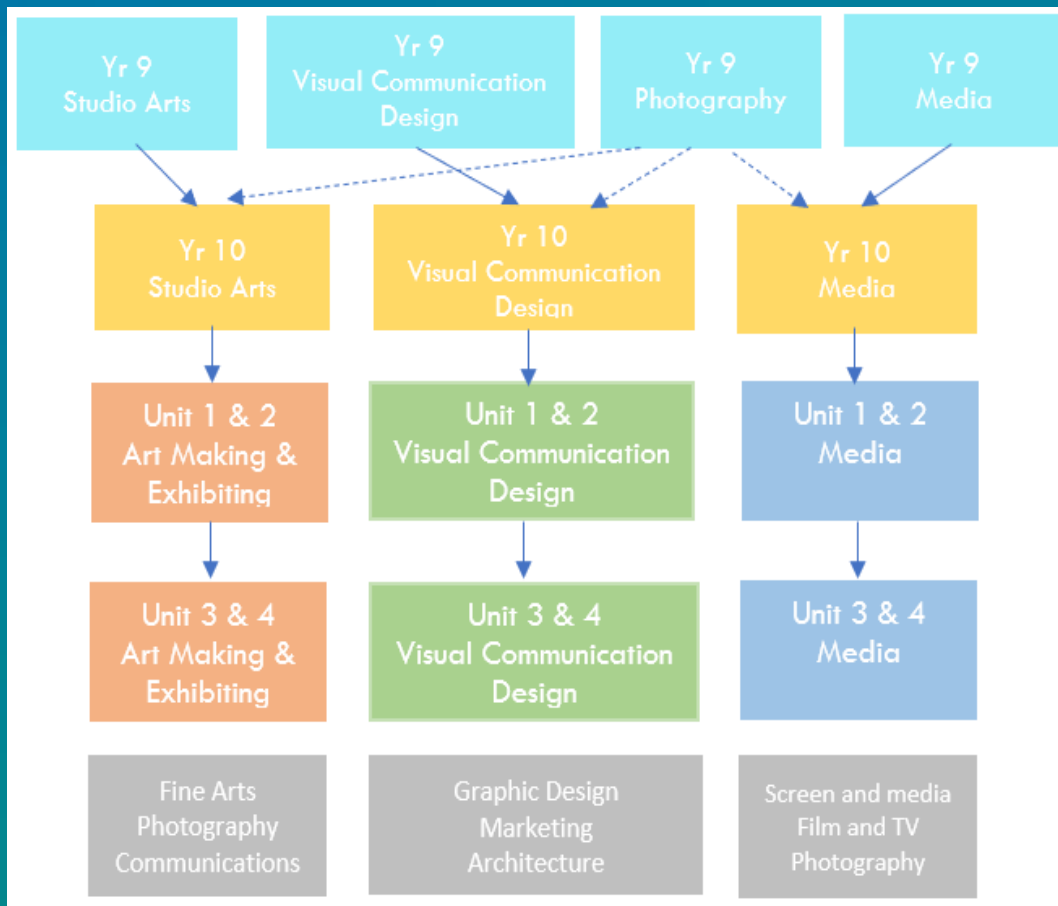 Yr 9
Studio Arts
Yr 9
Visual Communication
Design
Yr 9
Photography
Yr 9
Media
Yr 10
Studio Arts
Yr 10
Visual Communication
Design
Yr 10
Media
Unit 1 & 2
Art Making &
Exhibiting
Unit 1 & 2
Visual Communication
Design
Unit 1 & 2
Media
Unit 3 & 4
Art Making &
Exhibiting
Unit 3 & 4
Visual Communication
Design
Unit 3 & 4
Media
Fine Arts
Photography
Communications
Graphic Design
Marketing
Architecture
Screen and media
Film and TV
Photography